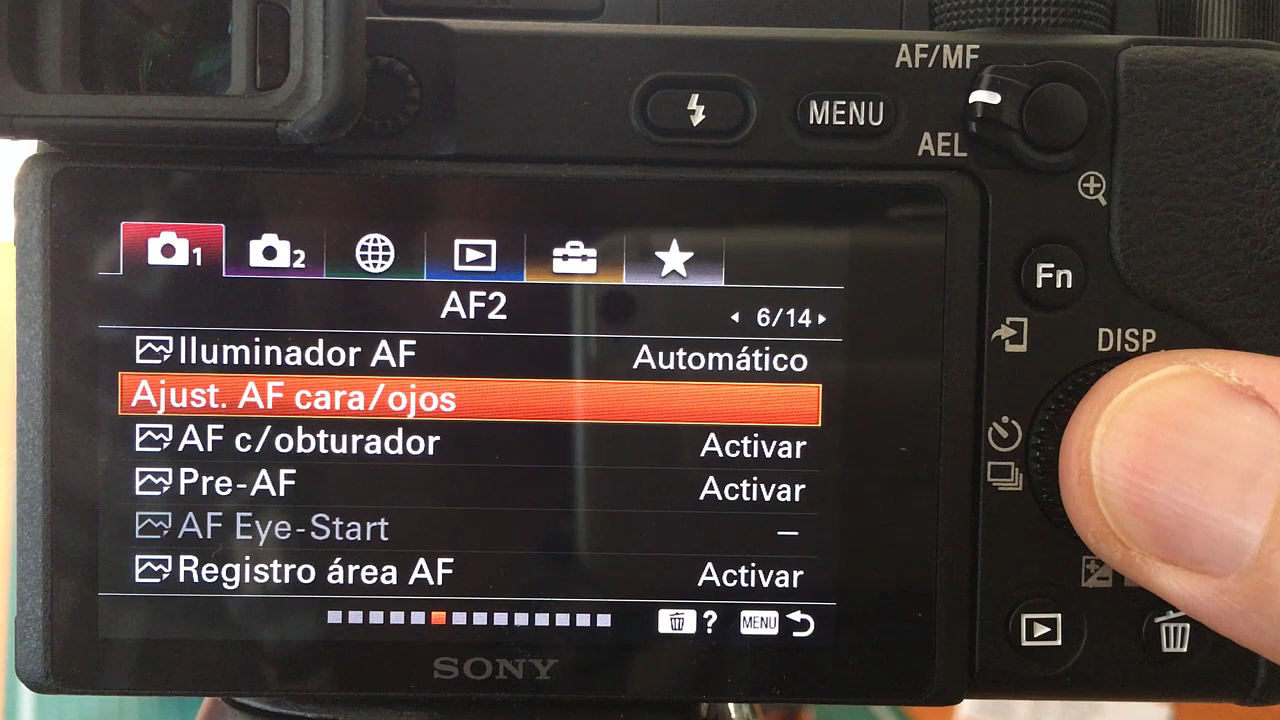 AF/MF
MENU
AEL
1
2
Fn
AF2
6/14
DISP
Iluminador AF Automático
Ajust. AF cara/ojos
AF c/obturador Activar
Pre-AF Activar
AF Eye-Start –
Registro área AF Activar
? MENU
SONY